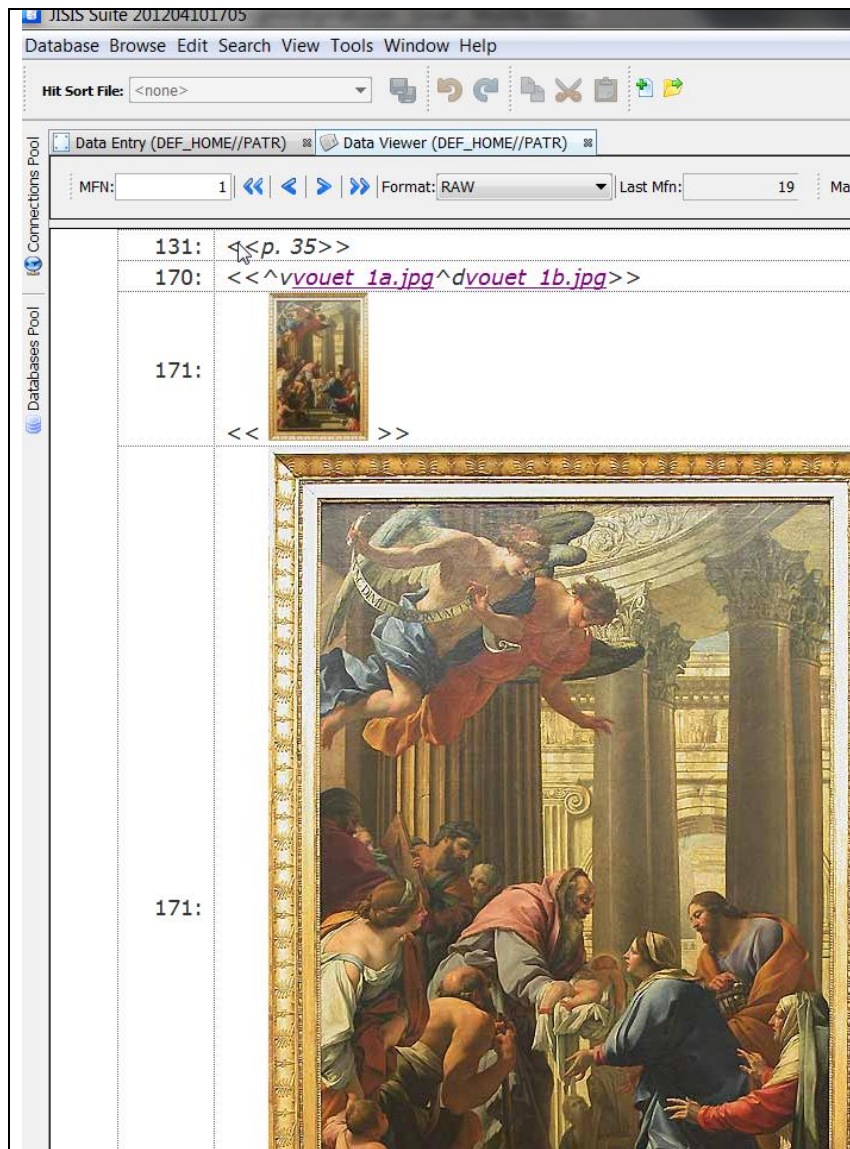 JISIS Suite 201204101705
Database Browse Edit Search View Tools Window Help
Hit Sort File: <none>
Connections Pool
Databases Pool
Data Entry (DEF_HOME//PATR) Data Viewer (DEF_HOME//PATR)
MFN: 1 Format: RAW Last Mfn: 19 Ma
131: <<p. 35>>
170: <<^vvouet_1a.jpg^dvouet_1b.jpg>>
171:
<< >>
171: